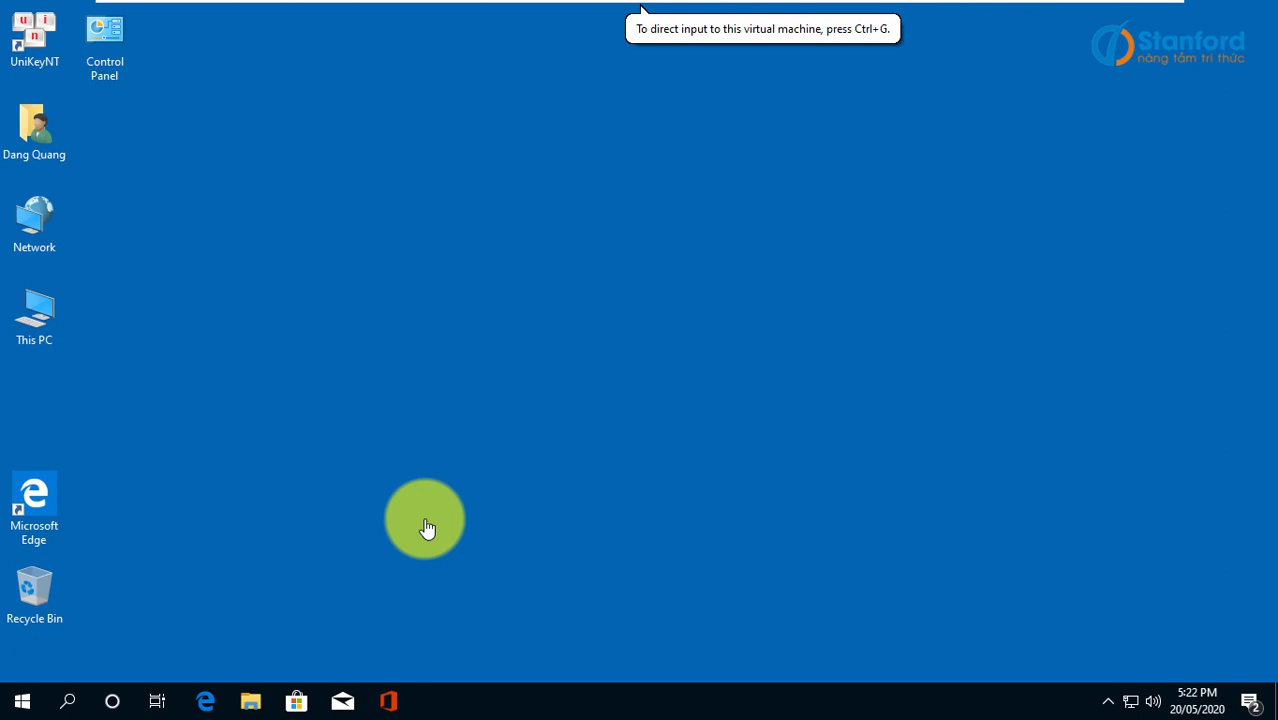 To direct input to this virtual machine, press Ctrl+G.
Stanford
nâng tầm tri thức
u i
n
UniKeyNT
Control
Panel
Dang Quang
Network
This PC
Microsoft
Edge
Recycle Bin
5:22 PM
20/05/2020
2